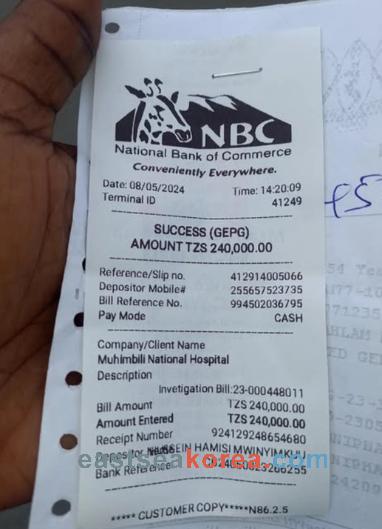 NBC
National Bank of Commerce
Conveniently Everywhere.
Date: 08/05/2024 Time: 14:20:09
Terminal ID 41249
SUCCESS (GEPG)
AMOUNT TZS 240,000.00
Reference/Slip no. 412914005066
Depositor Mobile# 255657523735
Bill Reference No. 994502036795
Pay Mode CASH
Company/Client Name
Muhimbili National Hospital
Description
Invetigation Bill:23-000448011
Bill Amount TZS 240,000.00
Amount Entered TZS 240,000.00
Receipt Number 924129248654680
HUSSEIN HAMISI MWINYIMKUU
Bank Reference
eastseakorea.com
***** CUSTOMER COPY*****N86.2.5